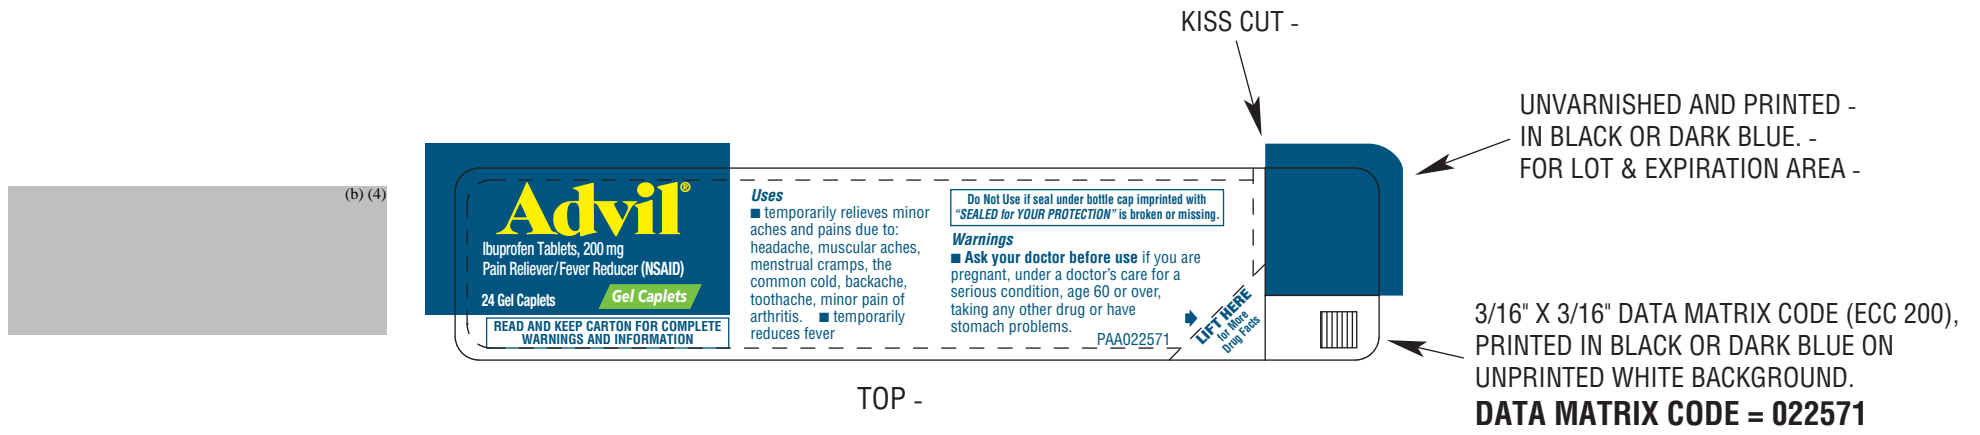 KISS CUT -
UNVARNISHED AND PRINTED -
IN BLACK OR DARK BLUE. -
FOR LOT & EXPIRATION AREA -
(b) (4)
Advil®
Ibuprofen Tablets, 200 mg
Pain Reliever/Fever Reducer (NSAID)
24 Gel Caplets
Gel Caplets
READ AND KEEP CARTON FOR COMPLETE
WARNINGS AND INFORMATION
Uses
■ temporarily relieves minor
aches and pains due to:
headache, muscular aches,
menstrual cramps, the
common cold, backache,
toothache, minor pain of
arthritis. ■ temporarily
reduces fever
Do Not Use if seal under bottle cap imprinted with
"SEALED for YOUR PROTECTION" is broken or missing.
Warnings
■ Ask your doctor before use if you are
pregnant, under a doctor's care for a
serious condition, age 60 or over,
taking any other drug or have
stomach problems.
PAA022571
LIFT HERE
for More
Drug Facts
3/16" X 3/16" DATA MATRIX CODE (ECC 200),
PRINTED IN BLACK OR DARK BLUE ON
UNPRINTED WHITE BACKGROUND.
DATA MATRIX CODE = 022571
TOP -